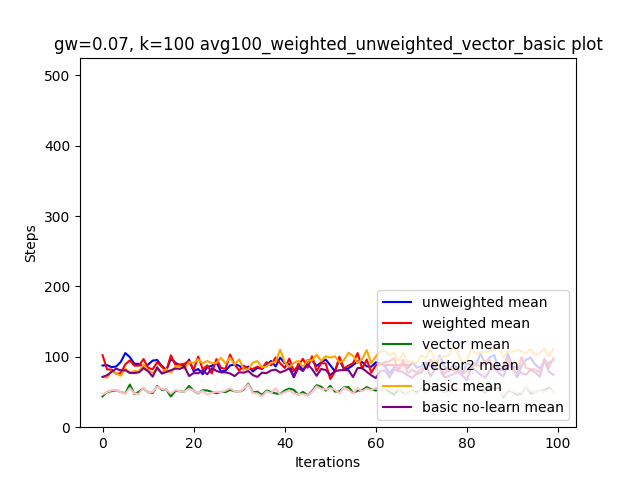 gw=0.07, k=100 avg100_weighted_unweighted_vector_basic plot
500
400
300
200
100
0
Steps
unweighted mean
weighted mean
vector mean
vector2 mean
basic mean
basic no-learn mean
0 20 40 60 80 100
Iterations